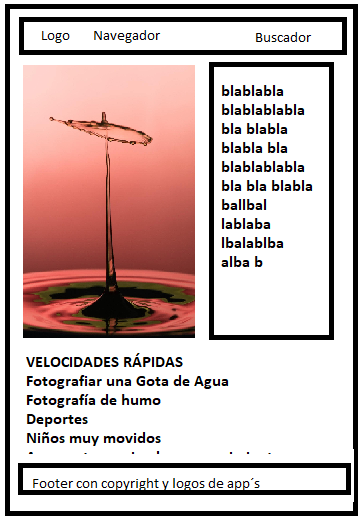 Logo Navegador Buscador
blablabla
blablablabla
bla blabla
blabla bla
blablablabla
bla bla blabla
ballbal
lablaba
lbalablba
alba b
VELOCIDADES RÁPIDAS
Fotografiar una Gota de Agua
Fotografía de humo
Deportes
Niños muy movidos
Footer con copyright y logos de app´s